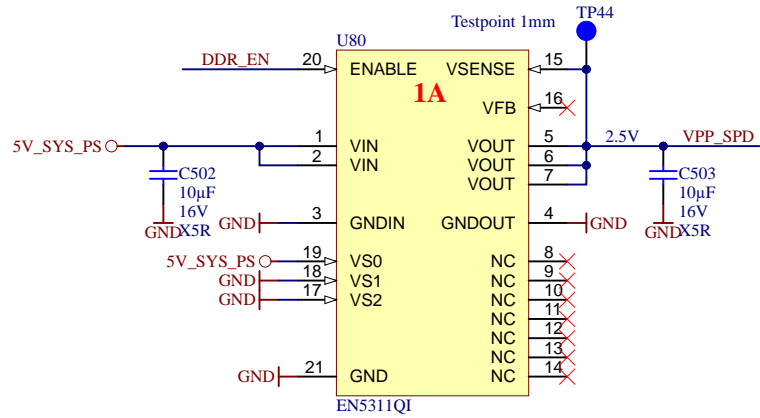 TP44
Testpoint 1mm
U80
DDR_EN 20 ENABLE VSENSE 15
1A
VFB 16
5V_SYS_PS 1 VIN VOUT 5 2.5V VPP_SPD
2 VIN VOUT 6
VOUT 7
C502
10µF
16V
X5R
GND
C503
10µF
16V
X5R
GND
GND 3 GNDIN GNDOUT 4 GND
5V_SYS_PS 19 VS0 NC 8
GND 18 VS1 NC 9
GND 17 VS2 NC 10
NC 11
NC 12
NC 13
GND 21 GND NC 14
EN5311QI